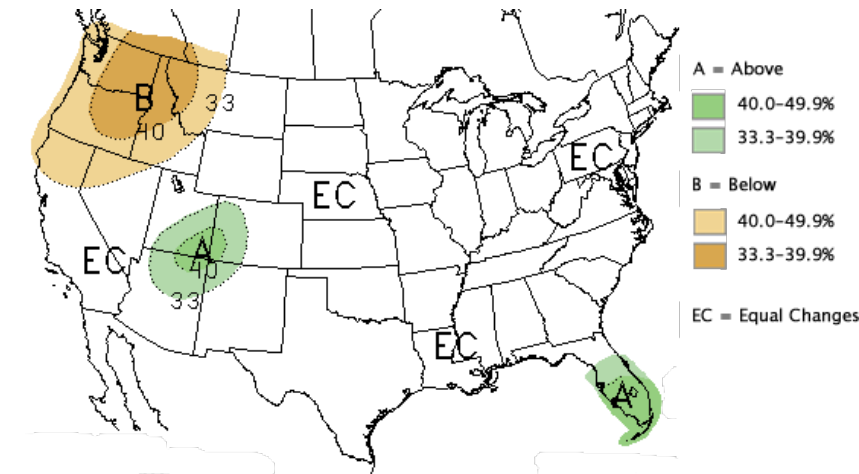 B
33
40
EC
EC
A
40
EC
33
EC
A
A = Above
40.0-49.9%
33.3-39.9%
B = Below
40.0-49.9%
33.3-39.9%
EC = Equal Changes